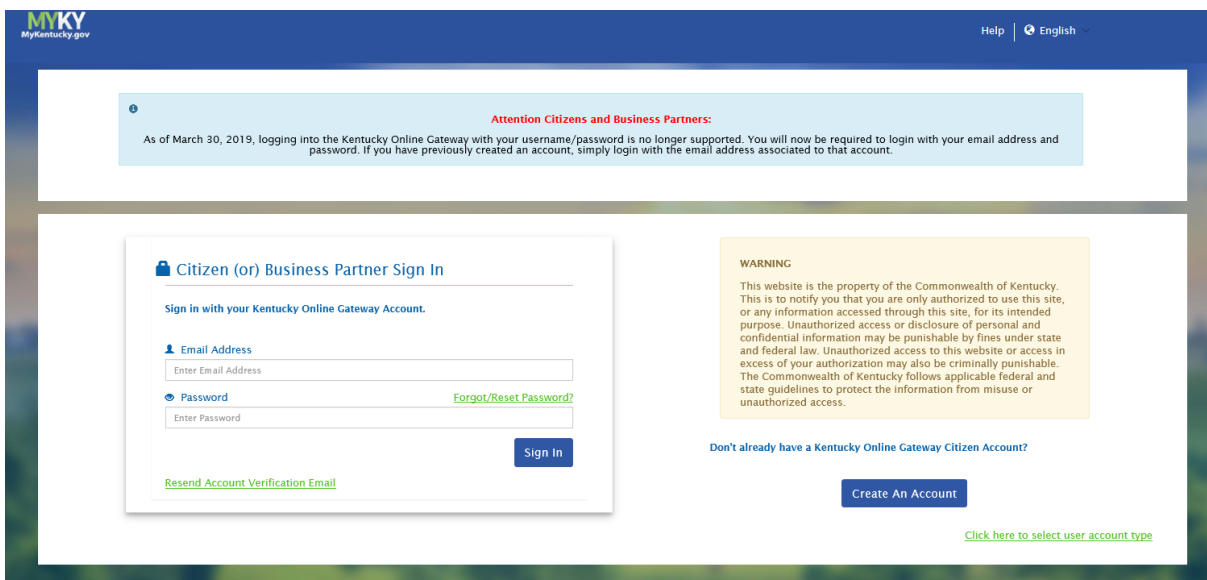 MYKY
MyKentucky.gov
Help
English
Attention Citizens and Business Partners:
As of March 30, 2019, logging into the Kentucky Online Gateway with your username/password is no longer supported. You will now be required to login with your email address and
password. If you have previously created an account, simply login with the email address associated to that account.
Citizen (or) Business Partner Sign In
Sign in with your Kentucky Online Gateway Account.
Email Address
Enter Email Address
Password
Forgot/Reset Password?
Enter Password
Sign In
Resend Account Verification Email
WARNING
This website is the property of the Commonwealth of Kentucky.
This is to notify you that you are only authorized to use this site,
or any information accessed through this site, for its intended
purpose. Unauthorized access or disclosure of personal and
confidential information may be punishable by fines under state
and federal law. Unauthorized access to this website or access in
excess of your authorization may also be criminally punishable.
The Commonwealth of Kentucky follows applicable federal and
state guidelines to protect the information from misuse or
unauthorized access.
Don't already have a Kentucky Online Gateway Citizen Account?
Create An Account
Click here to select user account type